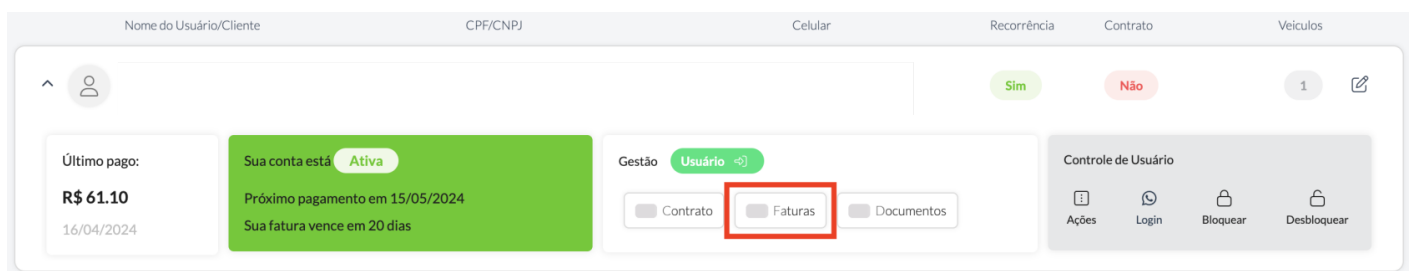 Nome do Usuário/Cliente CPF/CNPJ Celular Recorrência Contrato Veiculos
Sim Não 1
Último pago:
R$ 61.10
16/04/2024
Sua conta está Ativa
Próximo pagamento em 15/05/2024
Sua fatura vence em 20 dias
Gestão Usuário
Contrato Faturas Documentos
Controle de Usuário
Ações Login Bloquear Desbloquear